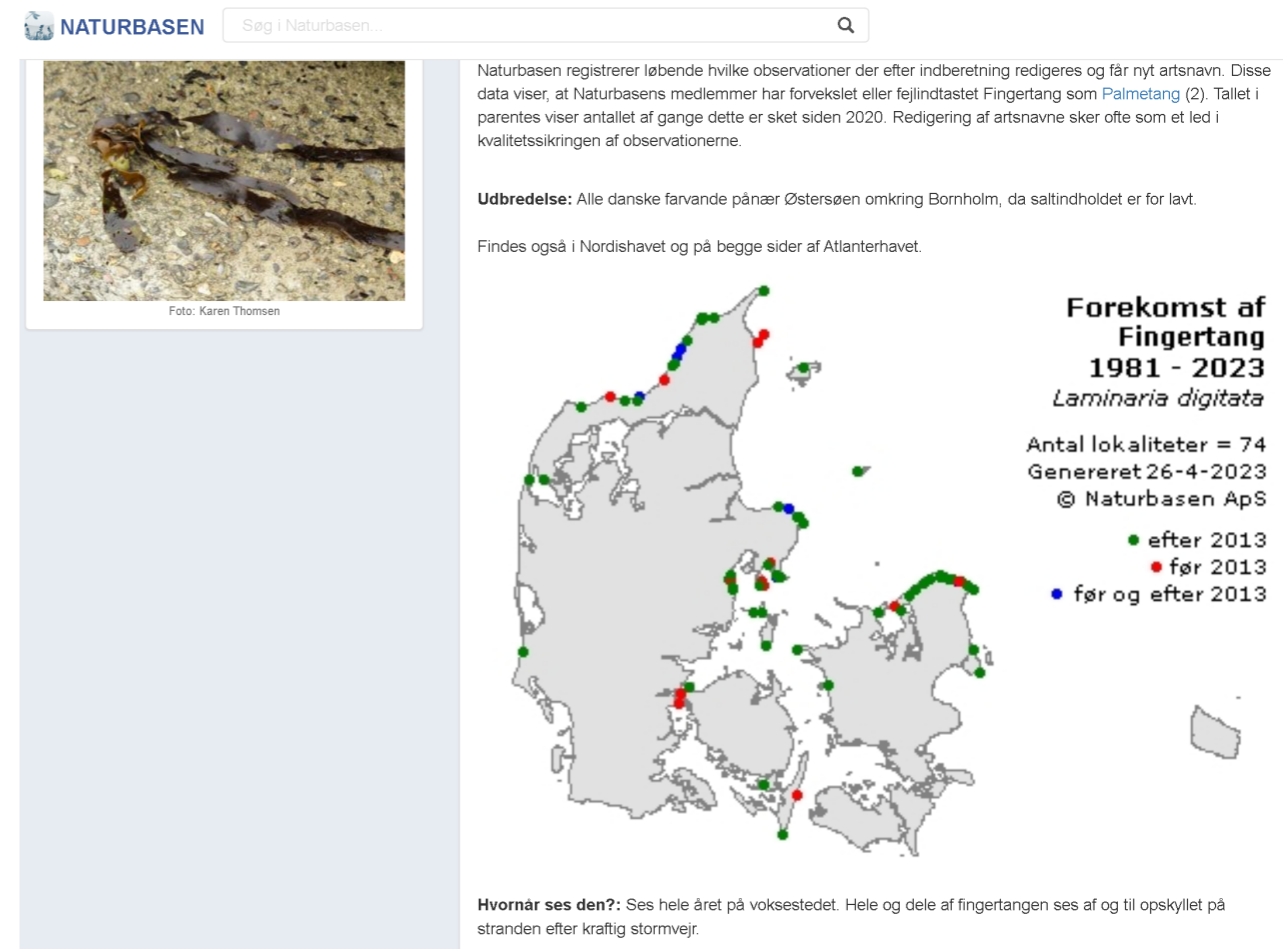 NATURBASEN
Søg i Naturbasen...
Foto: Karen Thomsen
Naturbasen registrerer løbende hvilke observationer der efter indberetning redigeres og får nyt artsnavn. Disse
data viser, at Naturbasens medlemmer har forvekslet eller fejlindtastet Fingertang som Palmetang (2). Tallet i
parentes viser antallet af gange dette er sket siden 2020. Redigering af artsnavne sker ofte som et led i
kvalitetssikringen af observationerne.
Udbredelse: Alle danske farvande pånær Østersøen omkring Bornholm, da saltindholdet er for lavt.
Findes også i Nordishavet og på begge sider af Atlanterhavet.
Forekomst af
Fingertang
1981 - 2023
Laminaria digitata
Antal lokaliteter = 74
Genereret 26-4-2023
© Naturbasen ApS
efter 2013
før 2013
før og efter 2013
Hvornår ses den?: Ses hele året på voksestedet. Hele og dele af fingertangen ses af og til opskyllet på
stranden efter kraftig stormvejr.